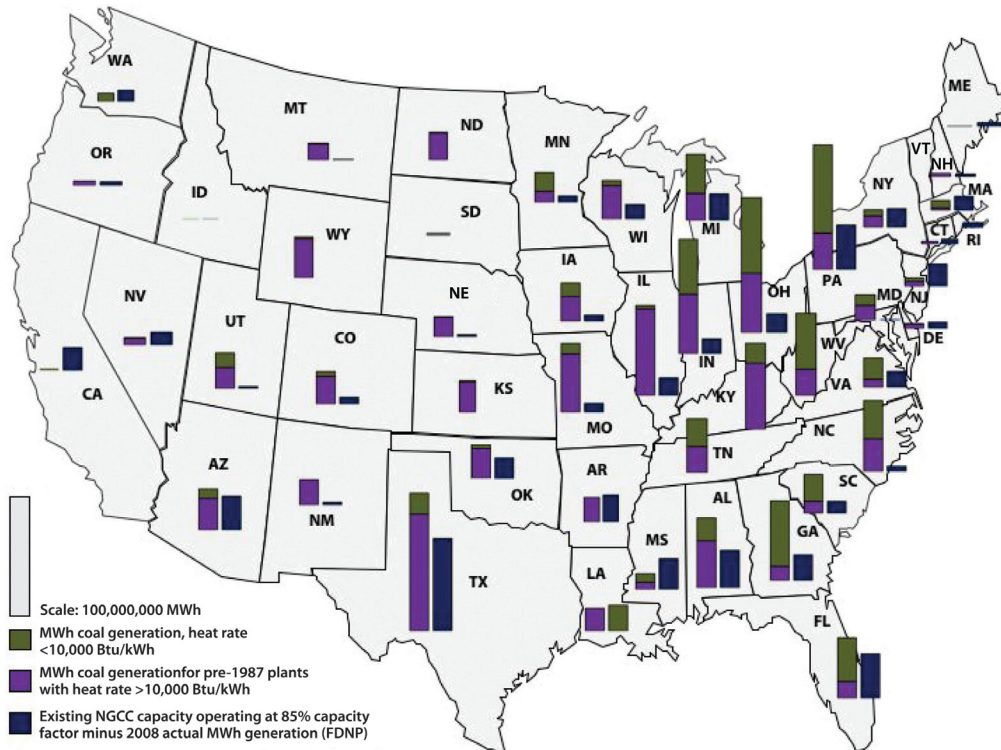 WA
ME
MT
ND
VT
OR
MN
NH
ID
SD
NY
MA
WI
MI
CT
RI
WY
IA
PA
NV
NE
IL
OH
MD
NJ
UT
CO
IN
WV
DE
KS
KY
VA
CA
MO
NC
TN
AZ
AR
SC
OK
AL
NM
MS
GA
LA
TX
FL
Scale: 100,000,000 MWh
MWh coal generation, heat rate
<10,000 Btu/kWh
MWh coal generationfor pre-1987 plants
with heat rate >10,000 Btu/kWh
Existing NGCC capacity operating at 85% capacity
factor minus 2008 actual MWh generation (FDNP)